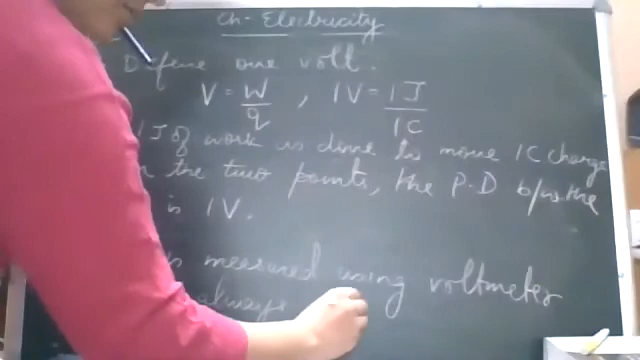 Ch- Electricity
Define one volt.
V = W/q , 1V = 1J/1C
1 J of work is done to move 1C charge
the two points, the P.D b/w the
is 1V.
is measured using voltmeter
always